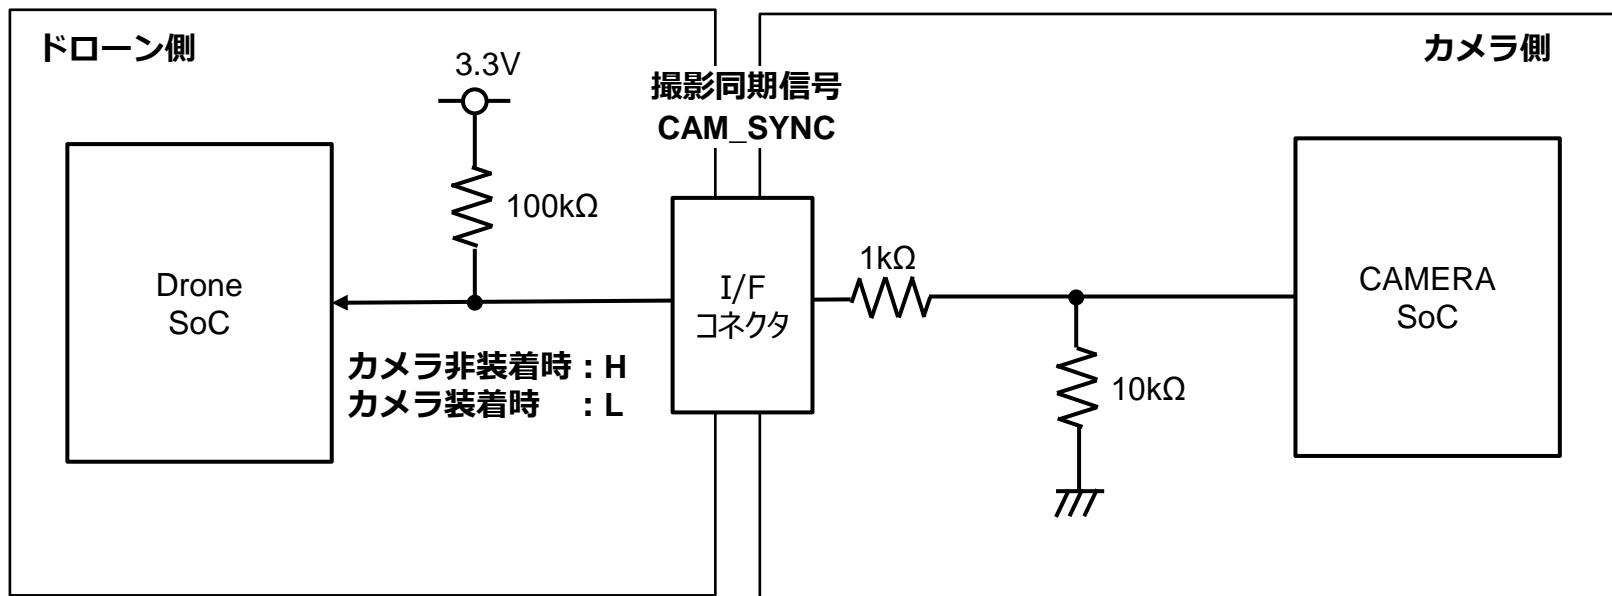 ドローン側
カメラ側
3.3V
撮影同期信号
CAM_SYNC
100kΩ
Drone
SoC
I/F
コネクタ
1kΩ
CAMERA
SoC
カメラ非装着時：H
カメラ装着時　：L
10kΩ